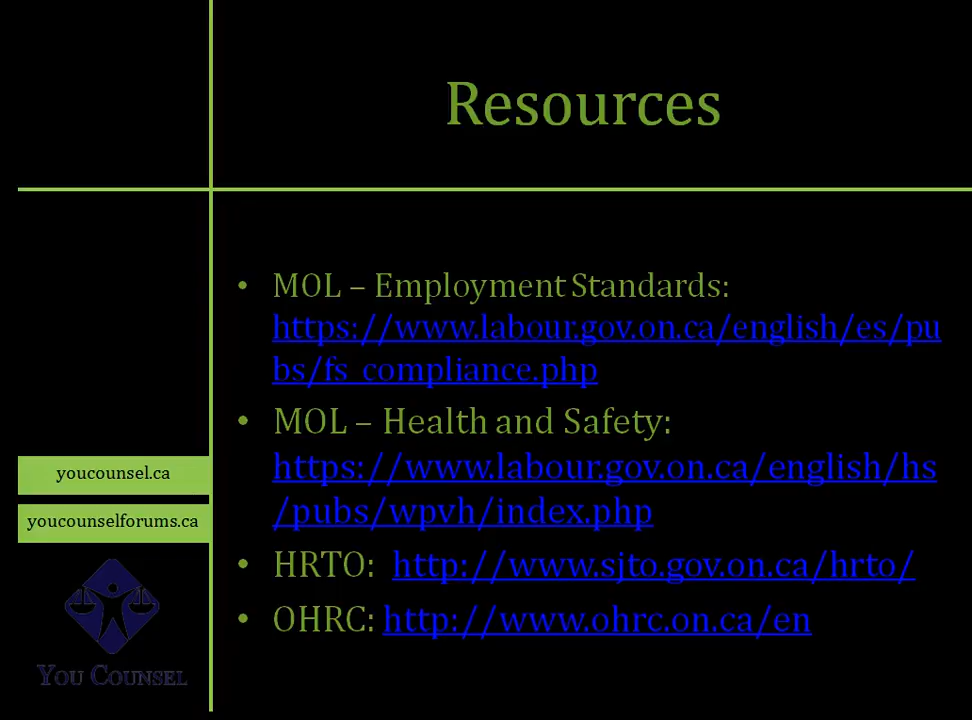 Resources
• MOL – Employment Standards:
https://www.labour.gov.on.ca/english/es/pu
bs/fs_compliance.php
• MOL – Health and Safety:
https://www.labour.gov.on.ca/english/hs
/pubs/wpvh/index.php
• HRTO: http://www.sjto.gov.on.ca/hrto/
• OHRC: http://www.ohrc.on.ca/en
youcounsel.ca
youcounselforums.ca
YOU COUNSEL